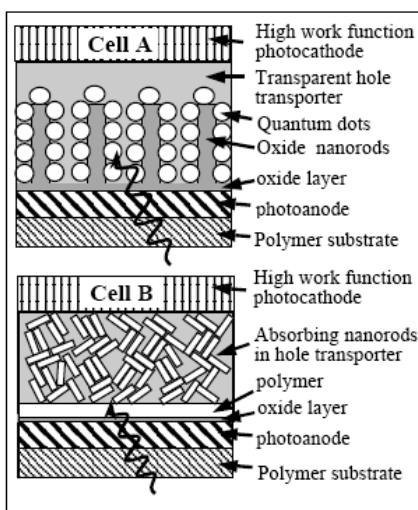 Cell A
High work function
photocathode
Transparent hole
transporter
Quantum dots
Oxide nanorods
oxide layer
photoanode
Polymer substrate
Cell B
High work function
photocathode
Absorbing nanorods
in hole transporter
polymer
oxide layer
photoanode
Polymer substrate